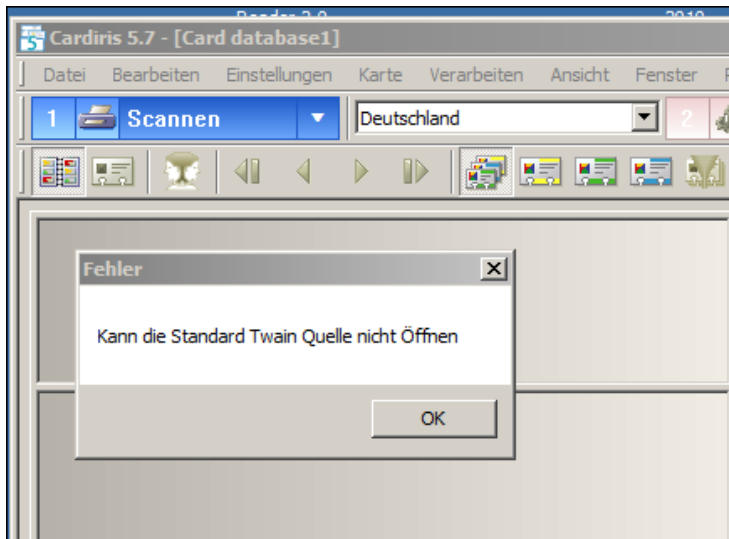 Cardiris 5.7 - [Card database1]
Datei Bearbeiten Einstellungen Karte Verarbeiten Ansicht Fenster
1 Scannen Deutschland 2
Fehler
Kann die Standard Twain Quelle nicht Öffnen
OK